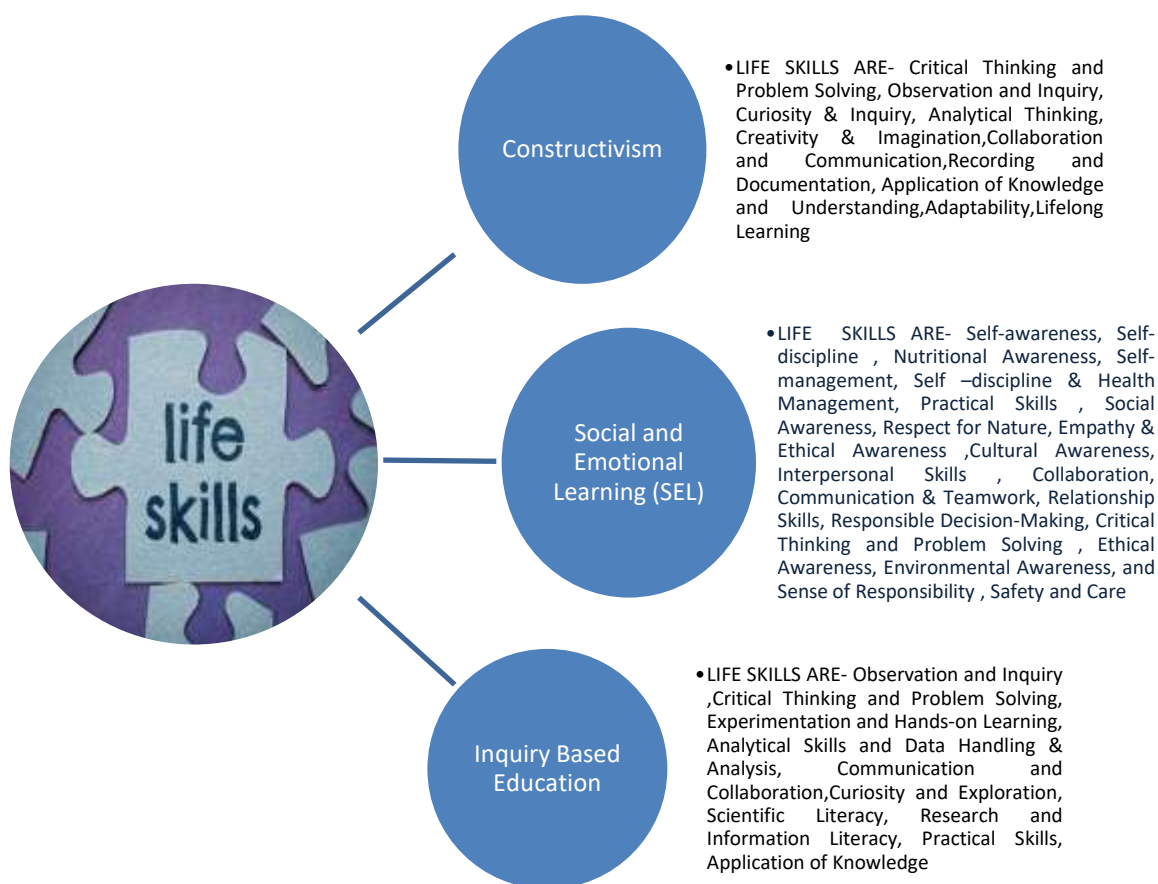 life
skills
Constructivism
•LIFE SKILLS ARE- Critical Thinking and
Problem Solving, Observation and Inquiry,
Curiosity & Inquiry, Analytical Thinking,
Creativity & Imagination,Collaboration
and Communication,Recording and
Documentation, Application of Knowledge
and Understanding,Adaptability,Lifelong
Learning
Social and
Emotional
Learning (SEL)
•LIFE SKILLS ARE- Self-awareness, Self-
discipline , Nutritional Awareness, Self-
management, Self –discipline & Health
Management, Practical Skills , Social
Awareness, Respect for Nature, Empathy &
Ethical Awareness ,Cultural Awareness,
Interpersonal Skills , Collaboration,
Communication & Teamwork, Relationship
Skills, Responsible Decision-Making, Critical
Thinking and Problem Solving , Ethical
Awareness, Environmental Awareness, and
Sense of Responsibility , Safety and Care
Inquiry Based
Education
•LIFE SKILLS ARE- Observation and Inquiry
,Critical Thinking and Problem Solving,
Experimentation and Hands-on Learning,
Analytical Skills and Data Handling &
Analysis, Communication and
Collaboration,Curiosity and Exploration,
Scientific Literacy, Research and
Information Literacy, Practical Skills,
Application of Knowledge